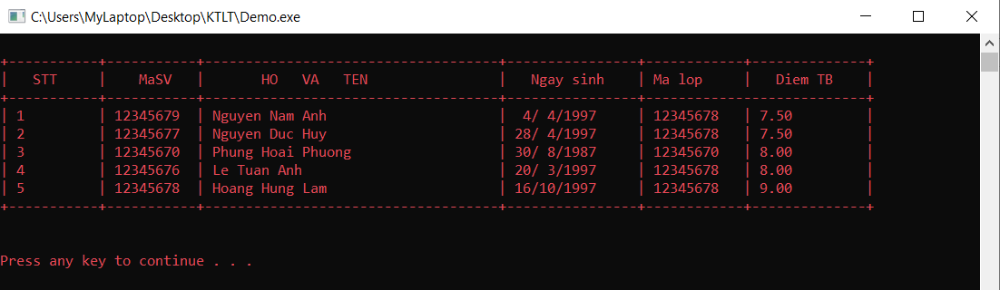 C:\Users\MyLaptop\Desktop\KTLT\Demo.exe
+-----------+-----------+------------------------------------+----------------+------------+--------------+
|   STT     |    MaSV   |       HO   VA   TEN                |   Ngay sinh    | Ma lop     |   Diem TB    |
+-----------+-----------+------------------------------------+----------------+------------+--------------+
| 1         | 12345679  | Nguyen Nam Anh                     |  4/ 4/1997     | 12345678   | 7.50         |
| 2         | 12345677  | Nguyen Duc Huy                     | 28/ 4/1997     | 12345678   | 7.50         |
| 3         | 12345670  | Phung Hoai Phuong                  | 30/ 8/1987     | 12345670   | 8.00         |
| 4         | 12345676  | Le Tuan Anh                        | 20/ 3/1997     | 12345678   | 8.00         |
| 5         | 12345678  | Hoang Hung Lam                     | 16/10/1997     | 12345678   | 9.00         |
+-----------+-----------+------------------------------------+----------------+------------+--------------+
Press any key to continue . . .